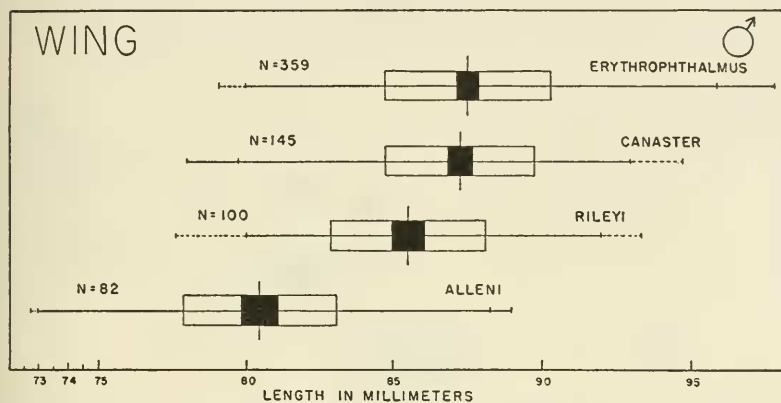 WING ♂
N=359 ERYTHROPHTHALMUS
N=145 CANASTER
N=100 RILEYI
N=82 ALLENI
73 74 75 80 85 90 95
LENGTH IN MILLIMETERS